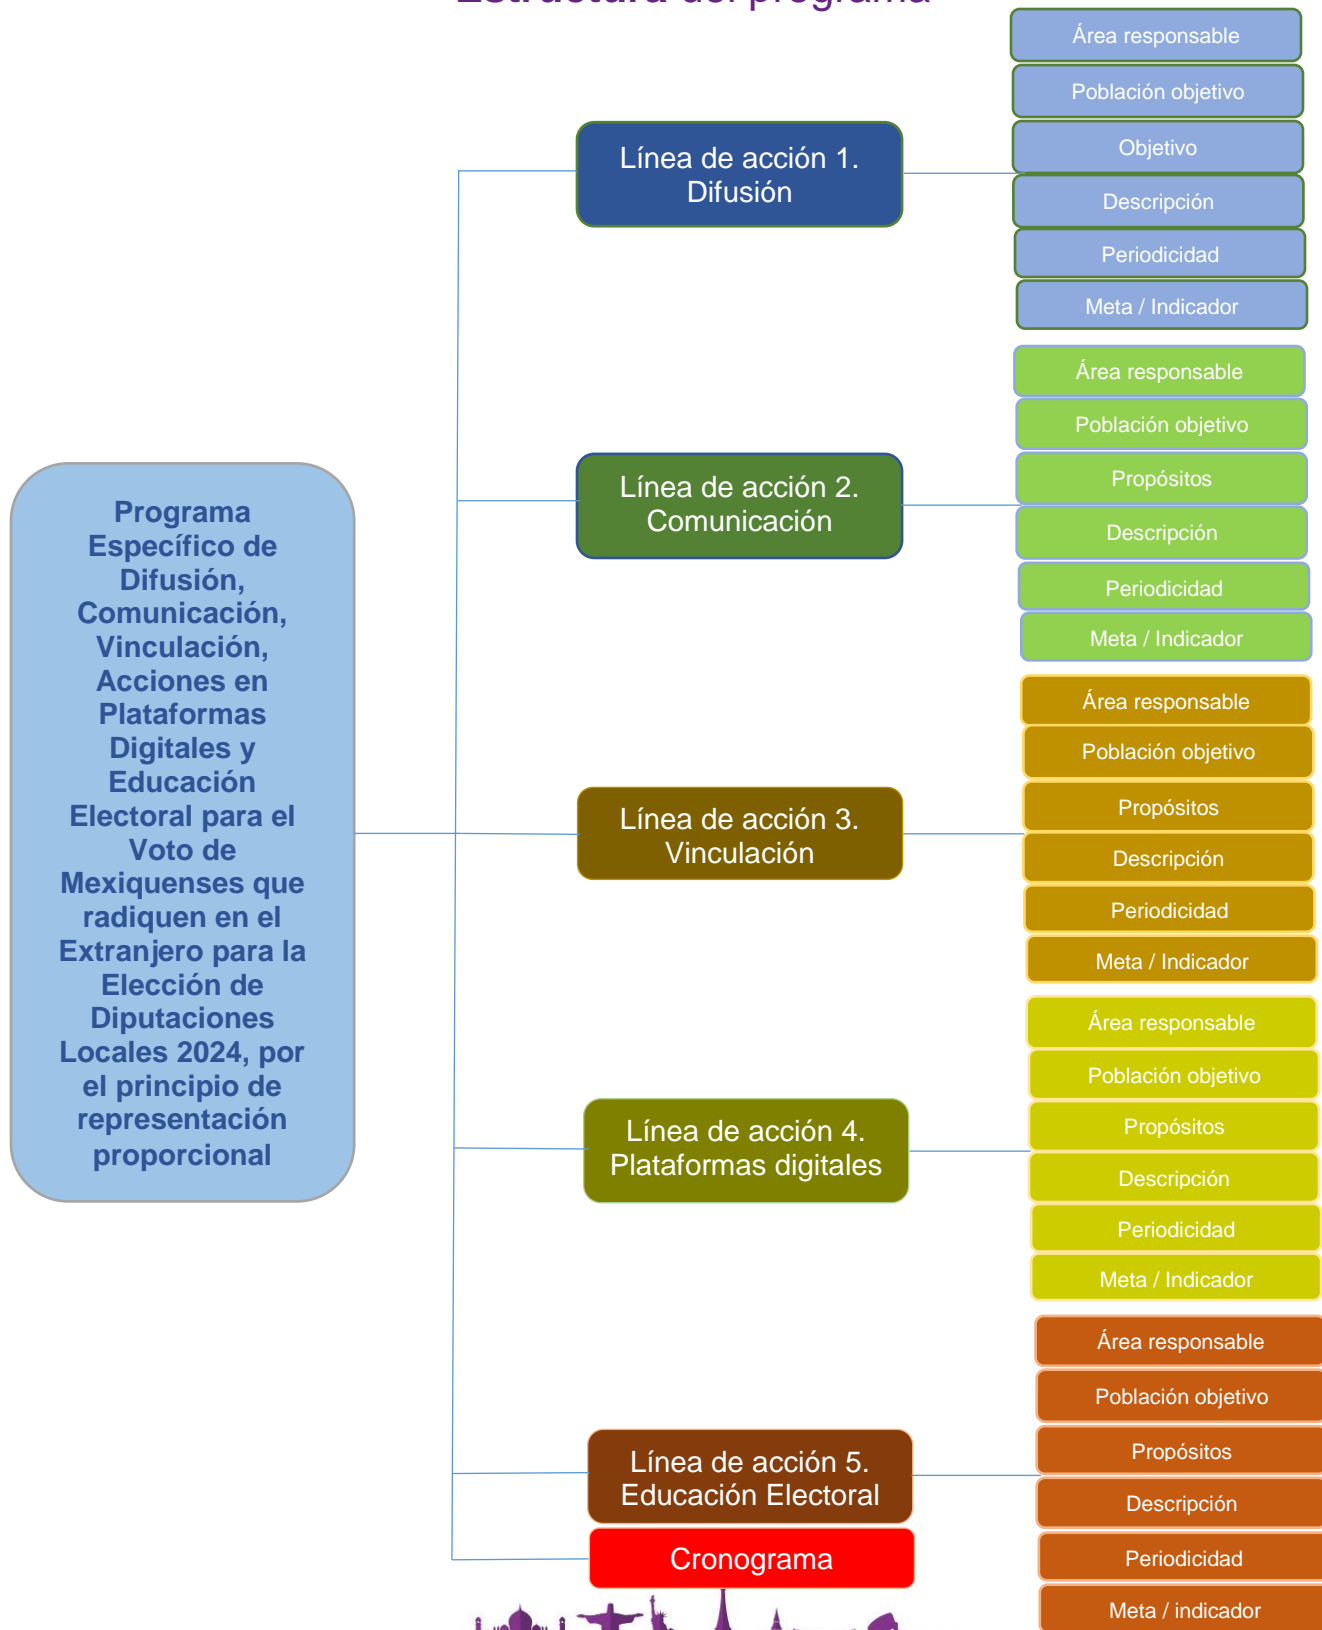 Estructura del programa
Programa
Específico de
Difusión,
Comunicación,
Vinculación,
Acciones en
Plataformas
Digitales y
Educación
Electoral para el
Voto de
Mexiquenses que
radiquen en el
Extranjero para la
Elección de
Diputaciones
Locales 2024, por
el principio de
representación
proporcional
Línea de acción 1.
Difusión
Área responsable
Población objetivo
Objetivo
Descripción
Periodicidad
Meta / Indicador
Línea de acción 2.
Comunicación
Área responsable
Población objetivo
Propósitos
Descripción
Periodicidad
Meta / Indicador
Línea de acción 3.
Vinculación
Área responsable
Población objetivo
Propósitos
Descripción
Periodicidad
Meta / Indicador
Línea de acción 4.
Plataformas digitales
Área responsable
Población objetivo
Propósitos
Descripción
Periodicidad
Meta / Indicador
Línea de acción 5.
Educación Electoral
Área responsable
Población objetivo
Propósitos
Descripción
Periodicidad
Meta / indicador
Cronograma